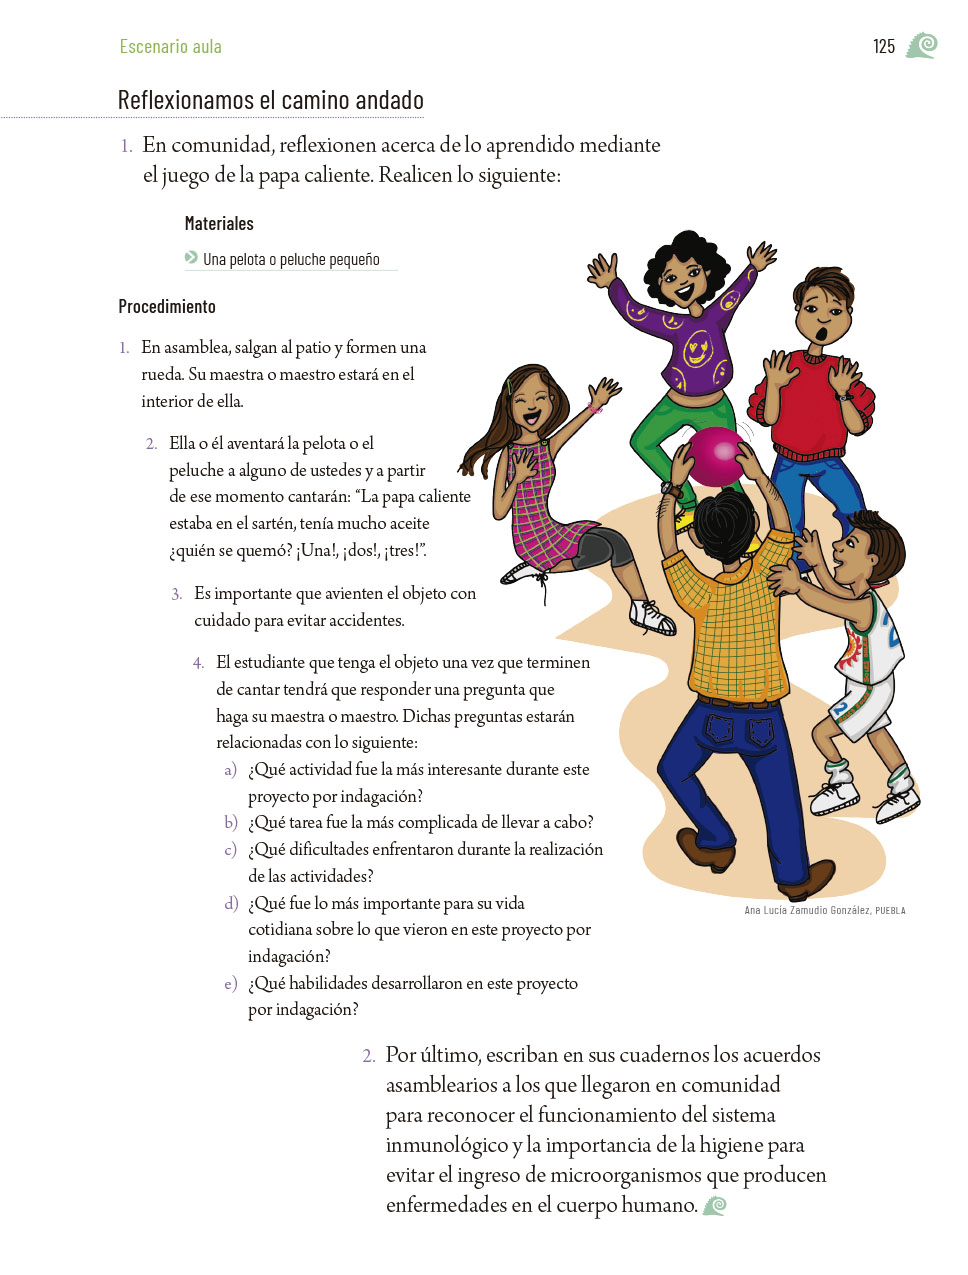 Escenario aula
125
Reflexionamos el camino andado
1. En comunidad, reflexionen acerca de lo aprendido mediante
el juego de la papa caliente. Realicen lo siguiente:
Materiales
Una pelota o peluche pequeño
Procedimiento
1. En asamblea, salgan al patio y formen una
rueda. Su maestra o maestro estará en el
interior de ella.
2. Ella o él aventará la pelota o el
peluche a alguno de ustedes y a partir
de ese momento cantarán: “La papa caliente
estaba en el sartén, tenía mucho aceite
¿quién se quemó? ¡Una!, ¡dos!, ¡tres!”.
3. Es importante que avienten el objeto con
cuidado para evitar accidentes.
4. El estudiante que tenga el objeto una vez que terminen
de cantar tendrá que responder una pregunta que
haga su maestra o maestro. Dichas preguntas estarán
relacionadas con lo siguiente:
a) ¿Qué actividad fue la más interesante durante este
proyecto por indagación?
b) ¿Qué tarea fue la más complicada de llevar a cabo?
c) ¿Qué dificultades enfrentaron durante la realización
de las actividades?
d) ¿Qué fue lo más importante para su vida
cotidiana sobre lo que vieron en este proyecto por
indagación?
e) ¿Qué habilidades desarrollaron en este proyecto
por indagación?
2
2
Ana Lucía Zamudio González, PUEBLA
2. Por último, escriban en sus cuadernos los acuerdos
asamblearios a los que llegaron en comunidad
para reconocer el funcionamiento del sistema
inmunológico y la importancia de la higiene para
evitar el ingreso de microorganismos que producen
enfermedades en el cuerpo humano.